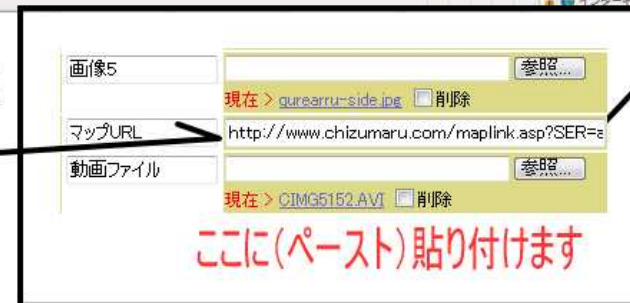 画像5
参照...
現在 > gurearru-side.jpg 削除
マップURL
http://www.chizumaru.com/maplink.asp?SER=a
動画ファイル
参照...
現在 > CIMG5152.AVI 削除
ここに(ペースト)貼り付けます